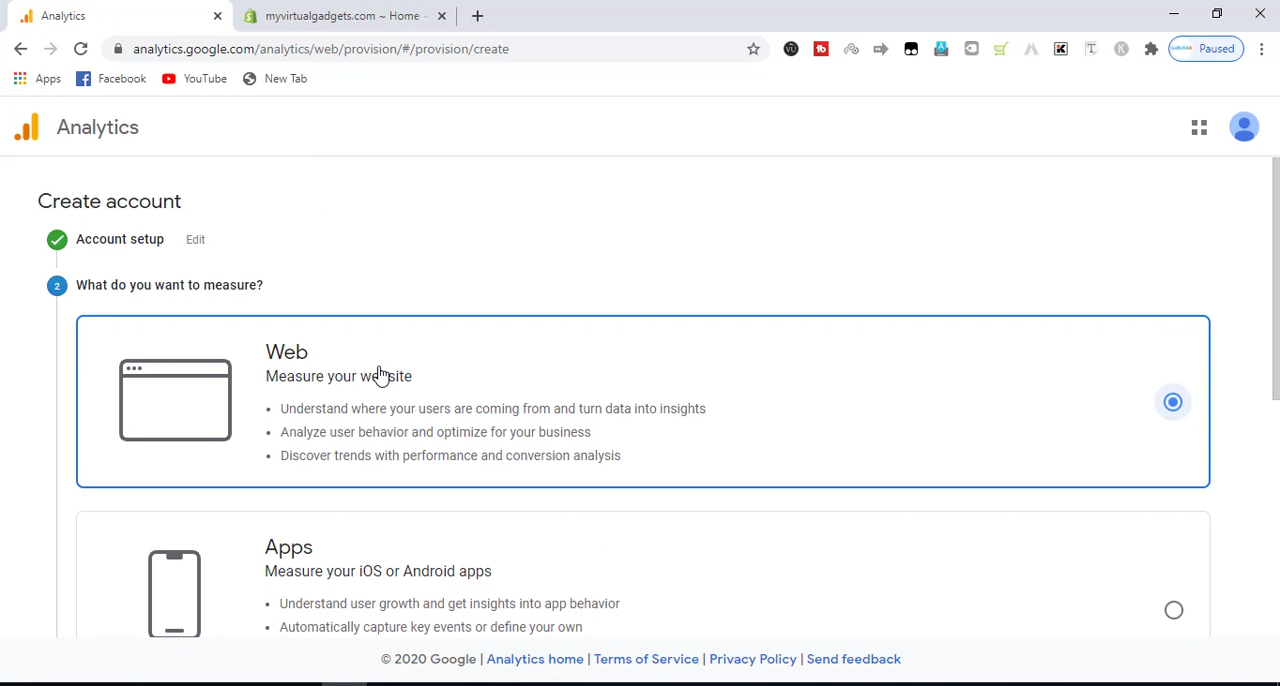 Analytics
myvirtualgadgets.com ~ Home -
analytics.google.com/analytics/web/provision/#/provision/create
Paused
Apps
Facebook
YouTube
New Tab
Analytics
Create account
Account setup
Edit
2
What do you want to measure?
Web
Measure your website
• Understand where your users are coming from and turn data into insights
• Analyze user behavior and optimize for your business
• Discover trends with performance and conversion analysis
Apps
Measure your iOS or Android apps
• Understand user growth and get insights into app behavior
• Automatically capture key events or define your own
© 2020 Google | Analytics home | Terms of Service | Privacy Policy | Send feedback